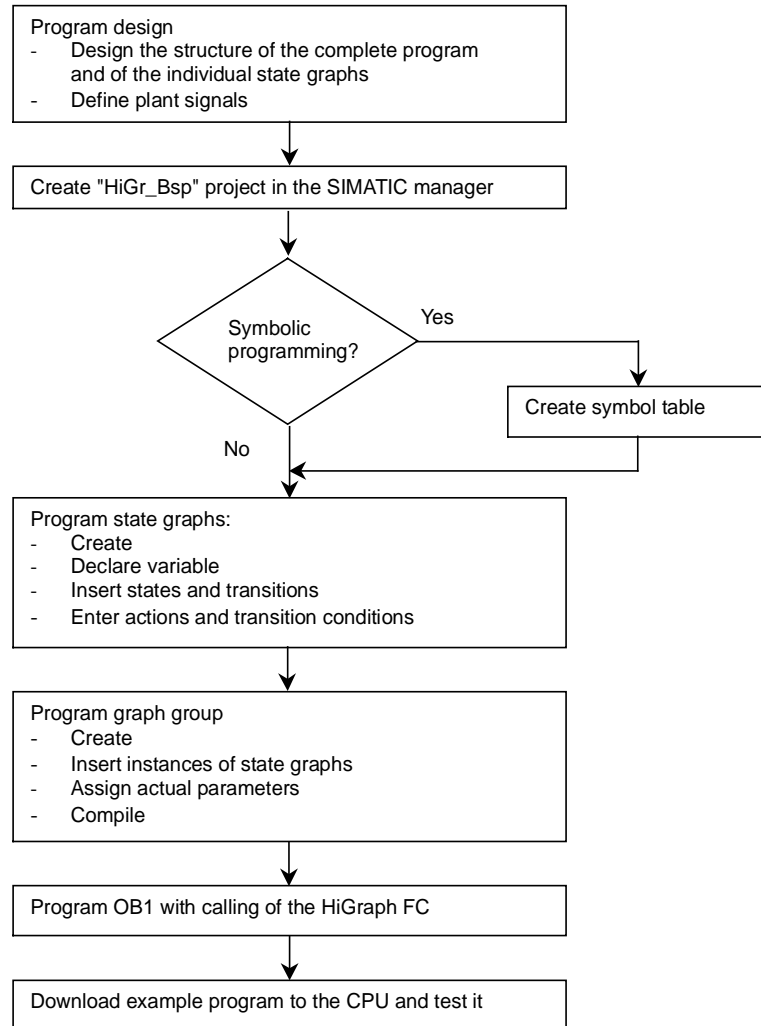 Program design
- Design the structure of the complete program
and of the individual state graphs
- Define plant signals
Create "HiGr_Bsp" project in the SIMATIC manager
Symbolic
programming?
Yes
Create symbol table
No
Program state graphs:
- Create
- Declare variable
- Insert states and transitions
- Enter actions and transition conditions
Program graph group
- Create
- Insert instances of state graphs
- Assign actual parameters
- Compile
Program OB1 with calling of the HiGraph FC
Download example program to the CPU and test it